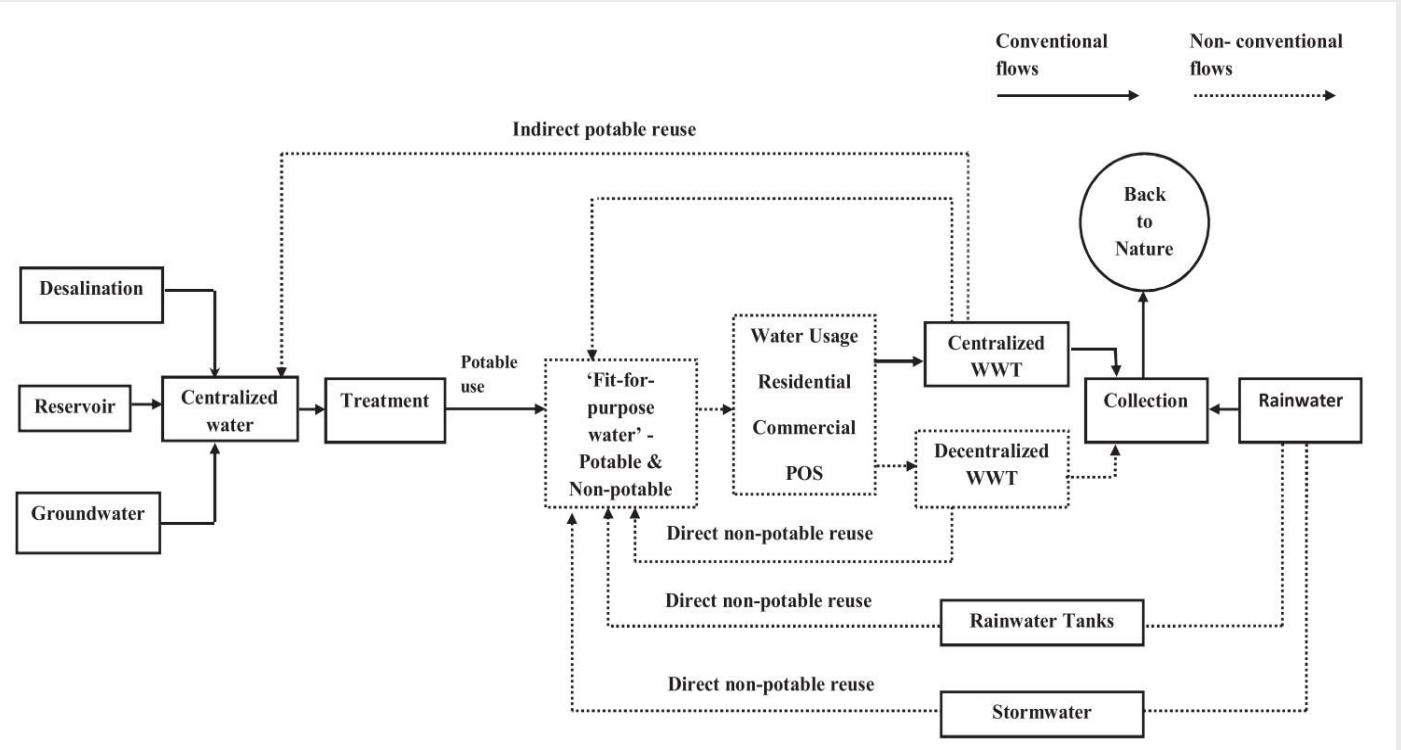 Conventional
flows
Non- conventional
flows
Indirect potable reuse
Back
to
Nature
Desalination
Reservoir
Groundwater
Centralized
water
Treatment
Potable
use
‘Fit-for-
purpose
water’ -
Potable &
Non-potable
Water Usage
Residential
Commercial
POS
Centralized
WWT
Decentralized
WWT
Collection
Rainwater
Direct non-potable reuse
Direct non-potable reuse
Rainwater Tanks
Direct non-potable reuse
Stormwater